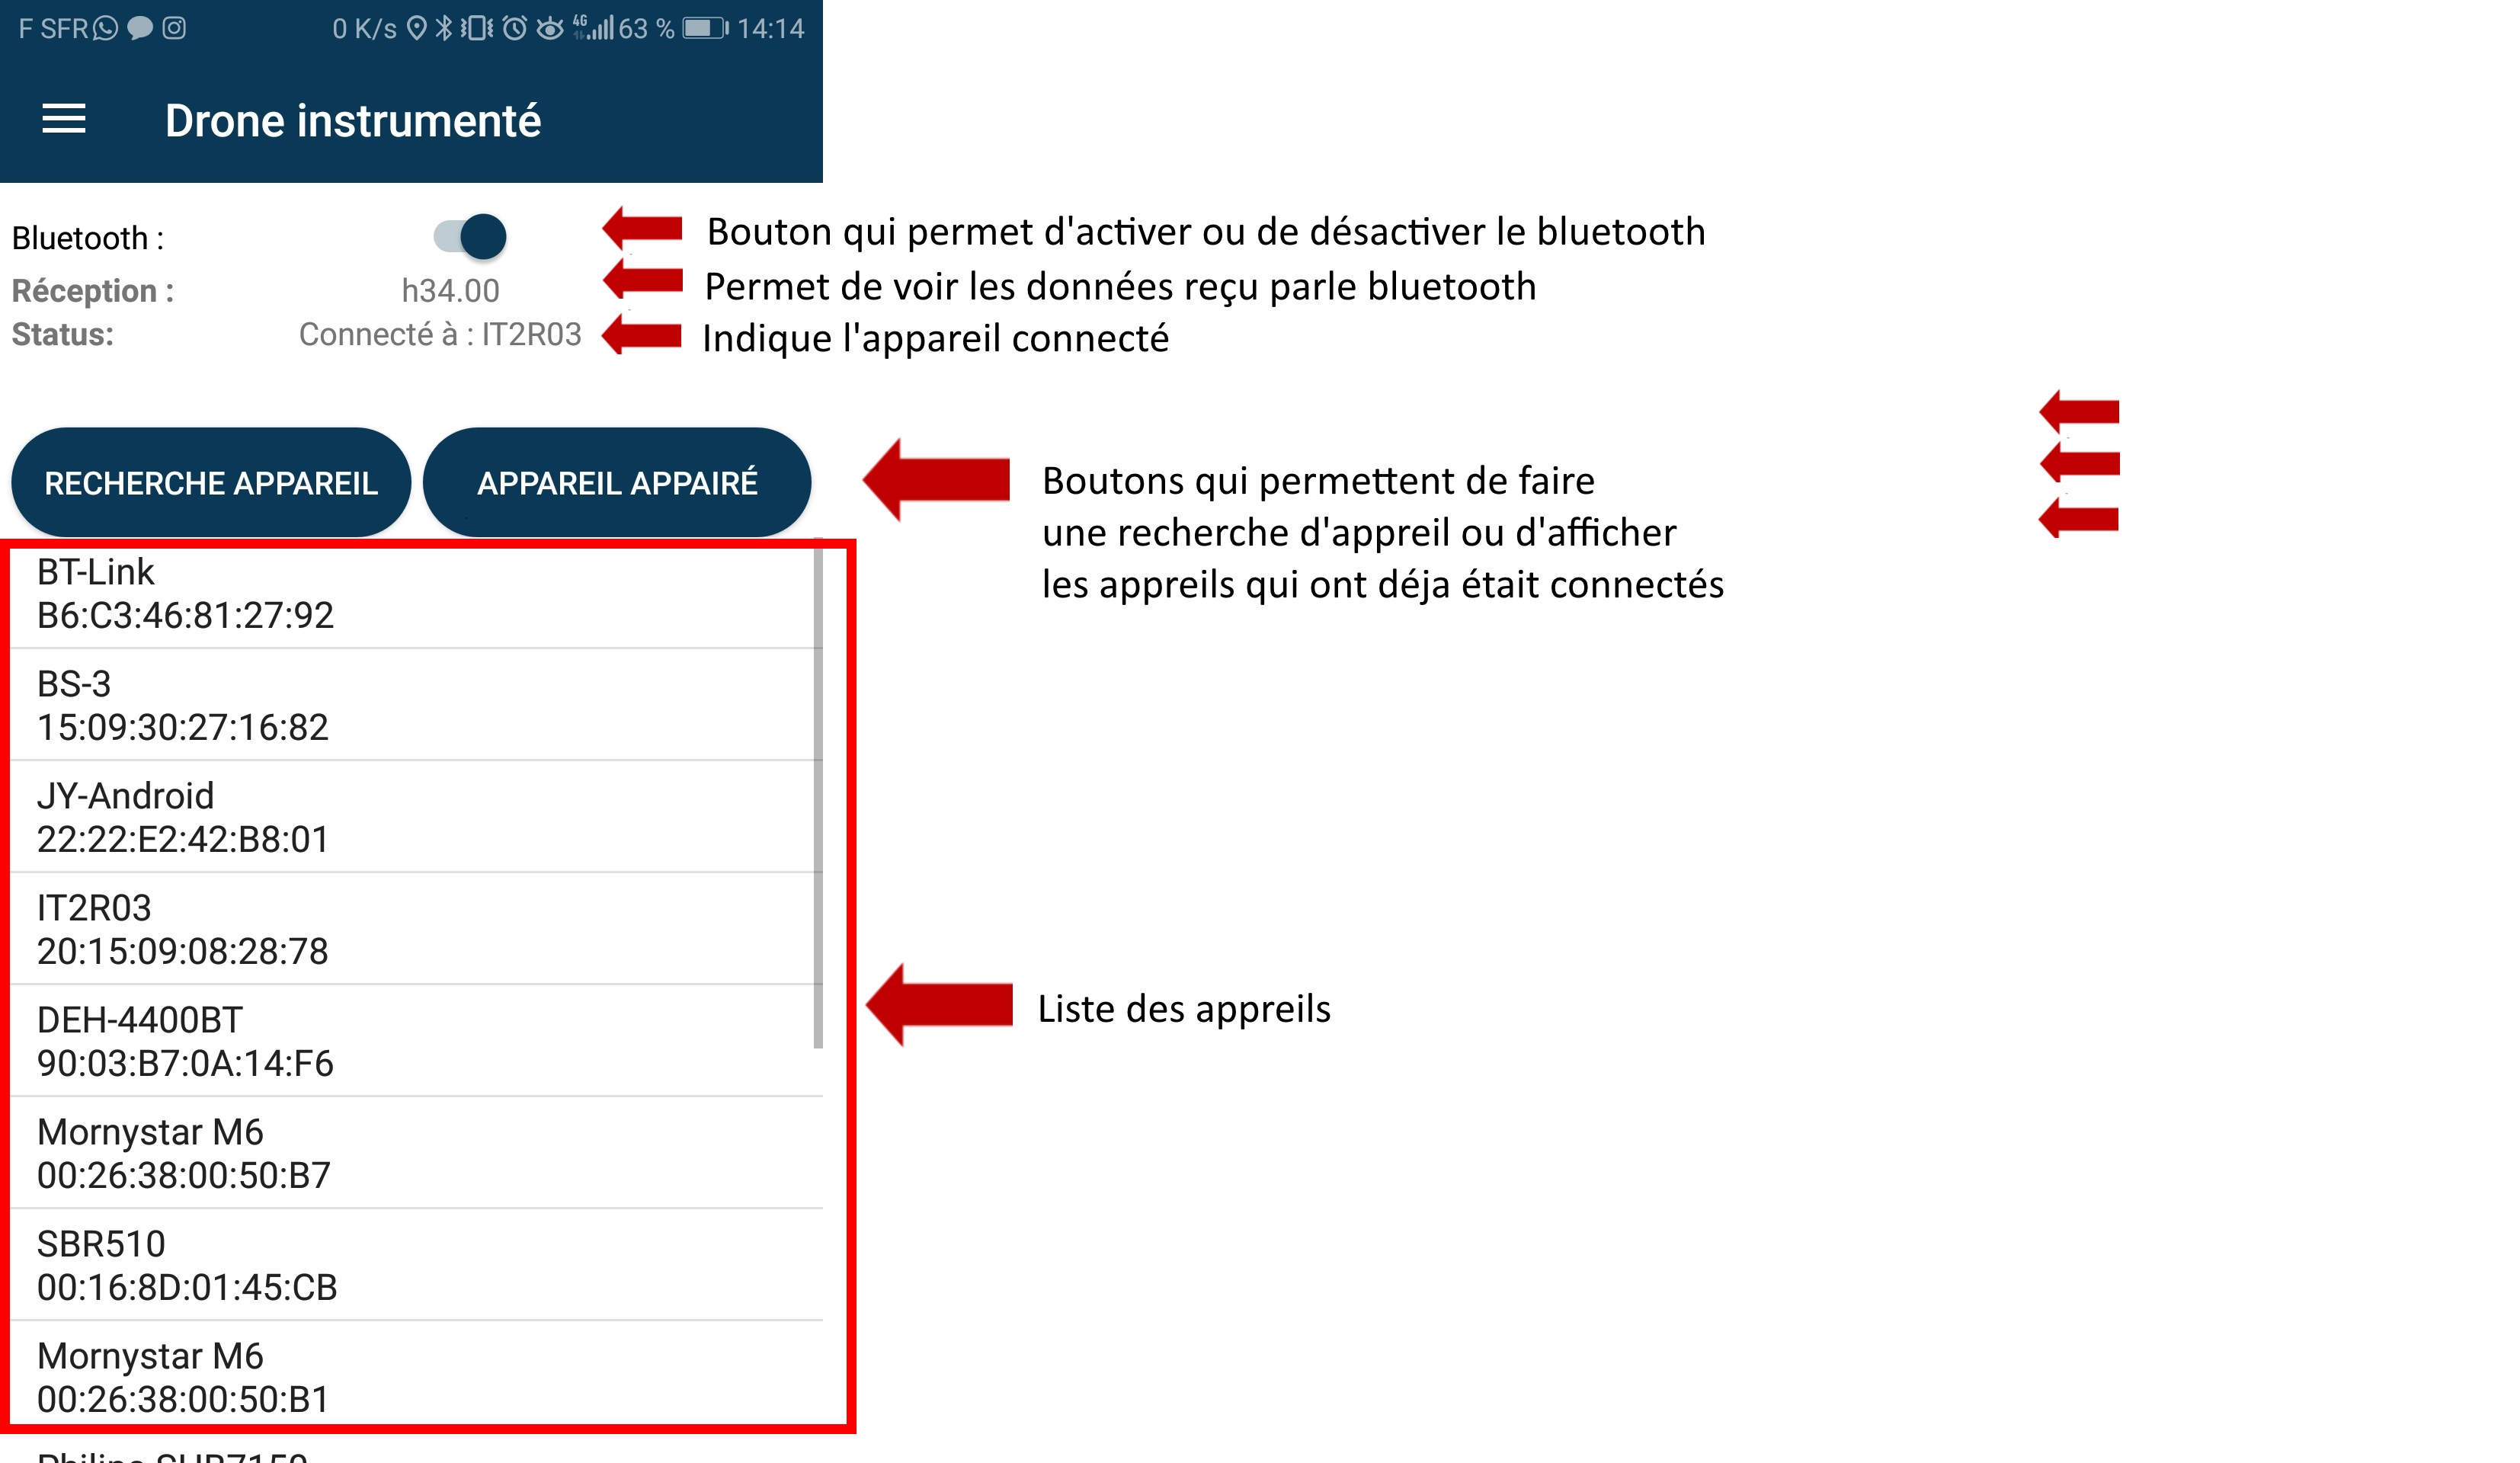 F SFR 0 K/s 4G 63 % 14:14
Drone instrumenté
Bluetooth :
Bouton qui permet d'activer ou de désactiver le bluetooth
Réception : h34.00
Permet de voir les données reçu parle bluetooth
Status: Connecté à : IT2R03
Indique l'appareil connecté
RECHERCHE APPAREIL
APPAREIL APPAIRÉ
Boutons qui permettent de faire
une recherche d'appreil ou d'afficher
les appreils qui ont déja était connectés
BT-Link
B6:C3:46:81:27:92
BS-3
15:09:30:27:16:82
JY-Android
22:22:E2:42:B8:01
IT2R03
20:15:09:08:28:78
Liste des appreils
DEH-4400BT
90:03:B7:0A:14:F6
Mornystar M6
00:26:38:00:50:B7
SBR510
00:16:8D:01:45:CB
Mornystar M6
00:26:38:00:50:B1